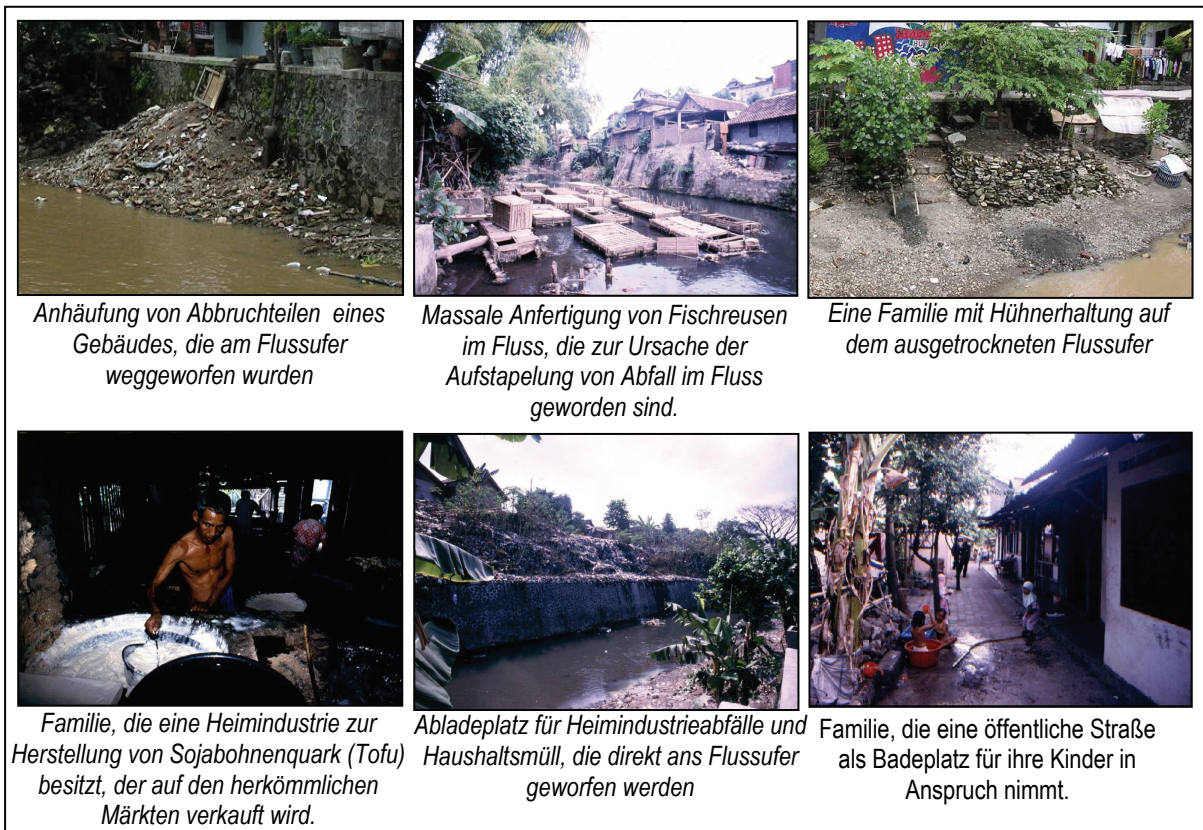 Anhäufung von Abbruchteilen eines
Gebäudes, die am Flussufer
weggeworfen wurden
Massale Anfertigung von Fischreusen
im Fluss, die zur Ursache der
Aufstapelung von Abfall im Fluss
geworden sind.
Eine Familie mit Hühnerhaltung auf
dem ausgetrockneten Flussufer
Familie, die eine Heimindustrie zur
Herstellung von Sojabohnenquark (Tofu)
besitzt, der auf den herkömmlichen
Märkten verkauft wird.
Abladeplatz für Heimindustrieabfälle und
Haushaltsmüll, die direkt ans Flussufer
geworfen werden
Familie, die eine öffentliche Straße
als Badeplatz für ihre Kinder in
Anspruch nimmt.